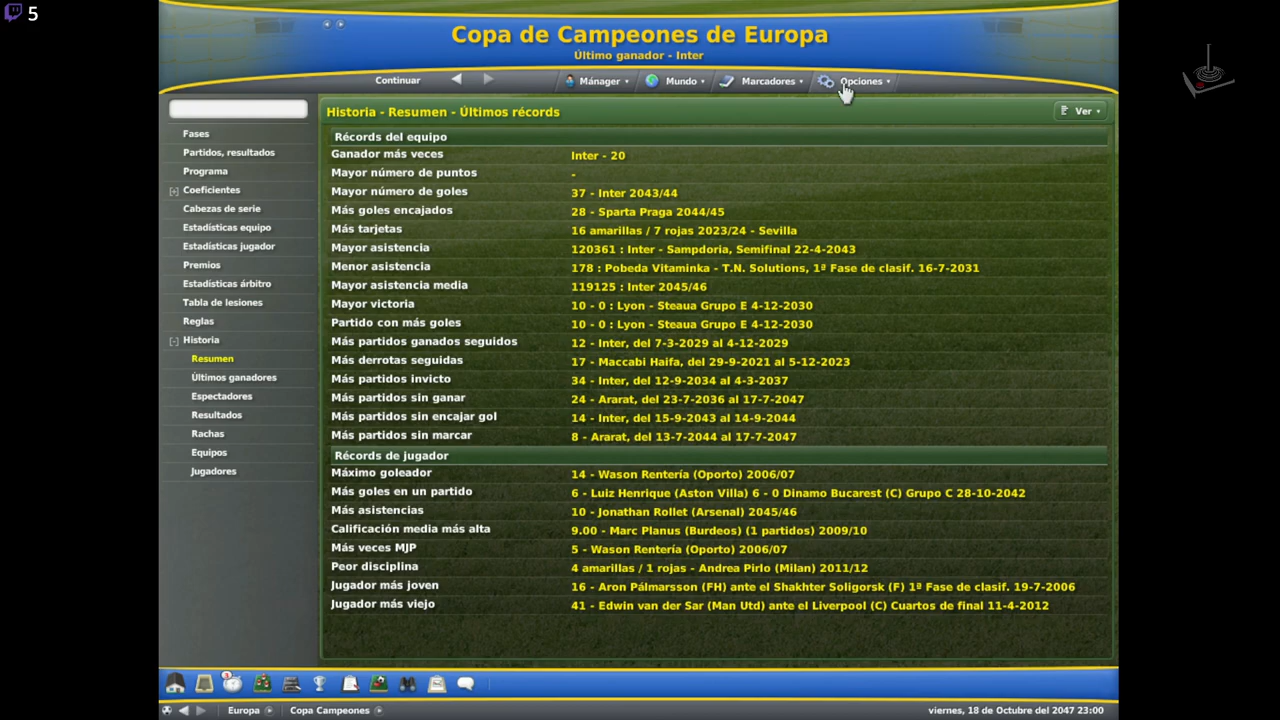 5
Copa de Campeones de Europa
Último ganador - Inter
Continuar Mánager Mundo Marcadores Opciones
Historia - Resumen - Últimos récords Ver
Fases
Partidos, resultados
Programa
Coeficientes
Cabezas de serie
Estadísticas equipo
Estadísticas jugador
Premios
Estadísticas árbitro
Tabla de lesiones
Reglas
Historia
Resumen
Últimos ganadores
Espectadores
Resultados
Rachas
Equipos
Jugadores
Récords del equipo
Ganador más veces Inter - 20
Mayor número de puntos -
Mayor número de goles 37 - Inter 2043/44
Más goles encajados 28 - Sparta Praga 2044/45
Más tarjetas 16 amarillas / 7 rojas 2023/24 - Sevilla
Mayor asistencia 120361 : Inter - Sampdoria, Semifinal 22-4-2043
Menor asistencia 178 : Pobeda Vitaminka - T.N. Solutions, 1ª Fase de clasif. 16-7-2031
Mayor asistencia media 119125 : Inter 2045/46
Mayor victoria 10 - 0 : Lyon - Steaua Grupo E 4-12-2030
Partido con más goles 10 - 0 : Lyon - Steaua Grupo E 4-12-2030
Más partidos ganados seguidos 12 - Inter, del 7-3-2029 al 4-12-2029
Más derrotas seguidas 17 - Maccabi Haifa, del 29-9-2021 al 5-12-2023
Más partidos invicto 34 - Inter, del 12-9-2034 al 4-3-2037
Más partidos sin ganar 24 - Ararat, del 23-7-2036 al 17-7-2047
Más partidos sin encajar gol 14 - Inter, del 15-9-2043 al 14-9-2044
Más partidos sin marcar 8 - Ararat, del 13-7-2044 al 17-7-2047
Récords de jugador
Máximo goleador 14 - Wason Rentería (Oporto) 2006/07
Más goles en un partido 6 - Luiz Henrique (Aston Villa) 6 - 0 Dinamo Bucarest (C) Grupo C 28-10-2042
Más asistencias 10 - Jonathan Rollet (Arsenal) 2045/46
Calificación media más alta 9.00 - Marc Planus (Burdeos) (1 partidos) 2009/10
Más veces MJP 5 - Wason Rentería (Oporto) 2006/07
Peor disciplina 4 amarillas / 1 rojas - Andrea Pirlo (Milan) 2011/12
Jugador más joven 16 - Aron Pálmarsson (FH) ante el Shakhter Soligorsk (F) 1ª Fase de clasif. 19-7-2006
Jugador más viejo 41 - Edwin van der Sar (Man Utd) ante el Liverpool (C) Cuartos de final 11-4-2012
Europa Copa Campeones viernes, 18 de Octubre del 2047 23:00